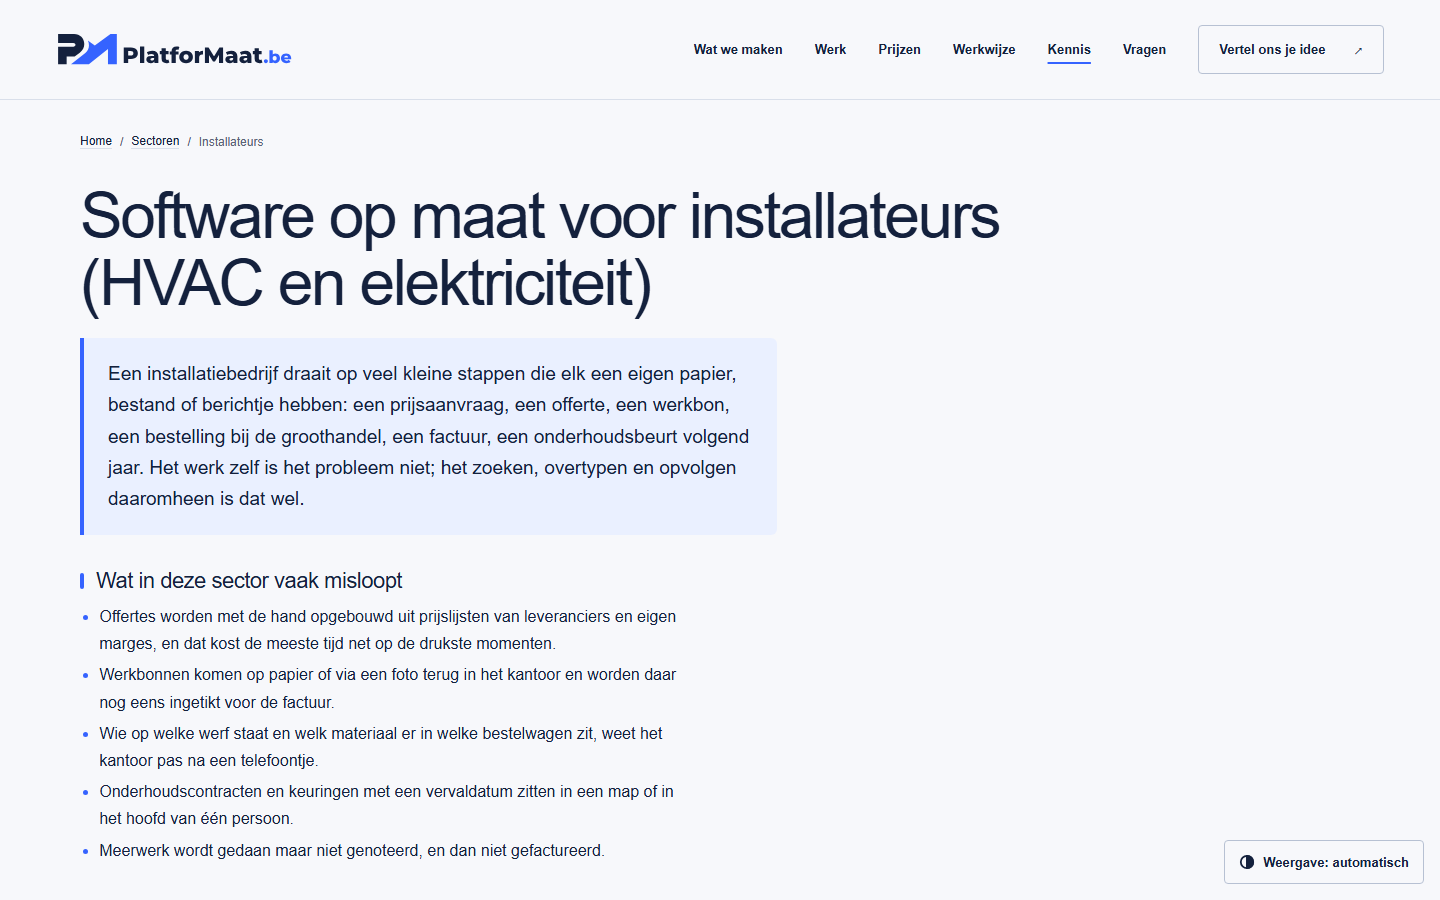 PlatforMaat.be
Wat we maken
Werk
Prijzen
Werkwijze
Kennis
Vragen
Vertel ons je idee ↗
Home / Sectoren / Installateurs
Software op maat voor installateurs
(HVAC en elektriciteit)
Een installatiebedrijf draait op veel kleine stappen die elk een eigen papier,
bestand of berichtje hebben: een prijsaanvraag, een offerte, een werkbon,
een bestelling bij de groothandel, een factuur, een onderhoudsbeurt volgend
jaar. Het werk zelf is het probleem niet; het zoeken, overtypen en opvolgen
daaromheen is dat wel.
Wat in deze sector vaak misloopt
• Offertes worden met de hand opgebouwd uit prijslijsten van leveranciers en eigen
marges, en dat kost de meeste tijd net op de drukste momenten.
• Werkbonnen komen op papier of via een foto terug in het kantoor en worden daar
nog eens ingetikt voor de factuur.
• Wie op welke werf staat en welk materiaal er in welke bestelwagen zit, weet het
kantoor pas na een telefoontje.
• Onderhoudscontracten en keuringen met een vervaldatum zitten in een map of in
het hoofd van één persoon.
• Meerwerk wordt gedaan maar niet genoteerd, en dan niet gefactureerd.
Weergave: automatisch